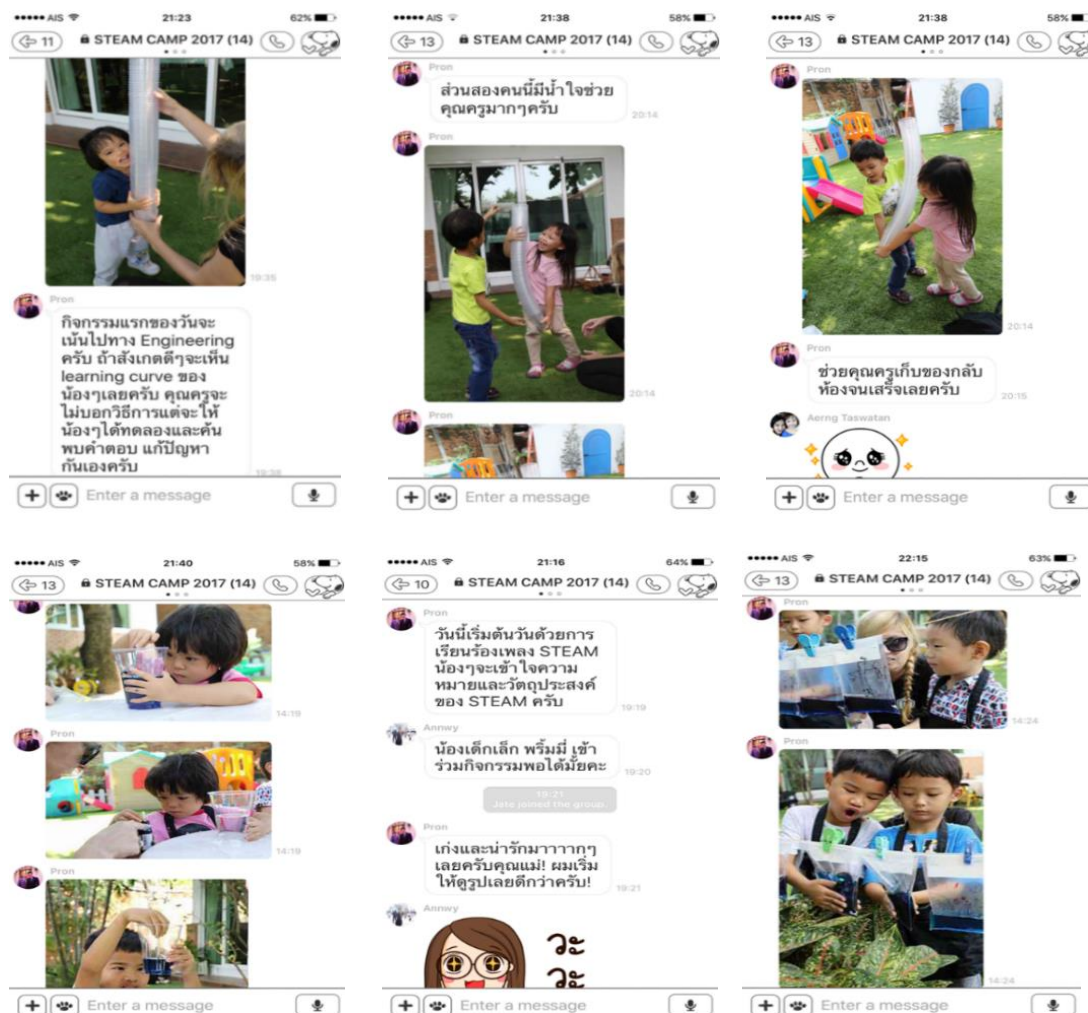 AIS 21:23 62%
11 STEAM CAMP 2017 (14)
19:35
Pron
กิจกรรมแรกของวันจะ
เน้นไปทาง Engineering
ครับ ถ้าสังเกตดีๆจะเห็น
learning curve ของ
น้องๆเลยครับ คุณครูจะ
ไม่บอกวิธีการแต่จะให้
น้องๆได้ทดลองและค้น
พบคำตอบ แก้ปัญหา
กันเองครับ
19:38
Enter a message
AIS 21:38 58%
13 STEAM CAMP 2017 (14)
Pron
ส่วนสองคนนี้มีน้ำใจช่วย
คุณครูมากๆครับ
20:14
Pron
20:14
Pron
Enter a message
AIS 21:38 58%
13 STEAM CAMP 2017 (14)
Pron
20:14
Pron
ช่วยคุณครูเก็บของกลับ
ห้องจนเสร็จเลยครับ
20:15
Aerng Taswatan
Enter a message
AIS 21:40 58%
13 STEAM CAMP 2017 (14)
14:19
Pron
14:19
Pron
Enter a message
AIS 21:16 64%
10 STEAM CAMP 2017 (14)
Pron
วันนี้เริ่มต้นวันด้วยการ
เรียนร้องเพลง STEAM
น้องๆจะเข้าใจความ
หมายและวัตถุประสงค์
ของ STEAM ครับ
19:19
Annwy
น้องเด็กเล็ก พริ้มมี่ เข้า
ร่วมกิจกรรมพอได้มั้ยคะ
19:20
19:21
Jate joined the group.
Pron
เก่งและน่ารักมาาาากๆ
เลยครับคุณแม่! ผมเริ่ม
ให้ดูรูปเลยดีกว่าครับ!
19:21
Annwy
วะ
วะ
Enter a message
AIS 22:15 63%
13 STEAM CAMP 2017 (14)
Pron
14:24
Pron
14:24
Enter a message